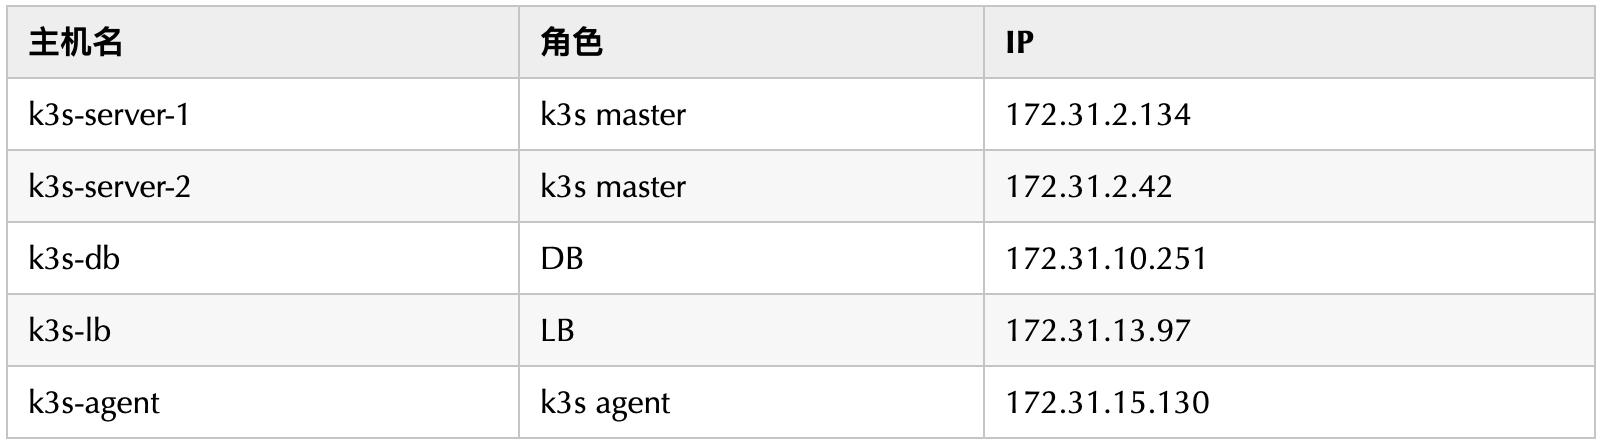 主机名 角色 IP
k3s-server-1 k3s master 172.31.2.134
k3s-server-2 k3s master 172.31.2.42
k3s-db DB 172.31.10.251
k3s-lb LB 172.31.13.97
k3s-agent k3s agent 172.31.15.130